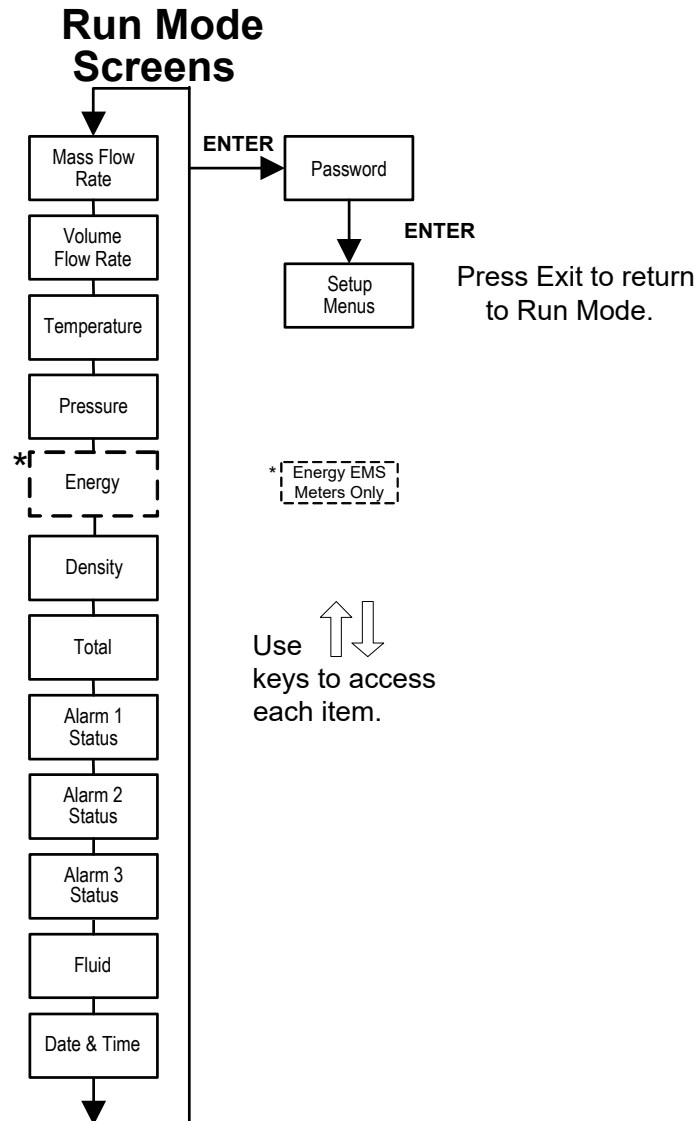 Run Mode
Screens
Mass Flow
Rate
Volume
Flow Rate
Temperature
Pressure
*
Energy
Density
Total
Alarm 1
Status
Alarm 2
Status
Alarm 3
Status
Fluid
Date & Time
ENTER
Password
ENTER
Setup
Menus
Press Exit to return
to Run Mode.
* Energy EMS
Meters Only
Use
keys to access
each item.